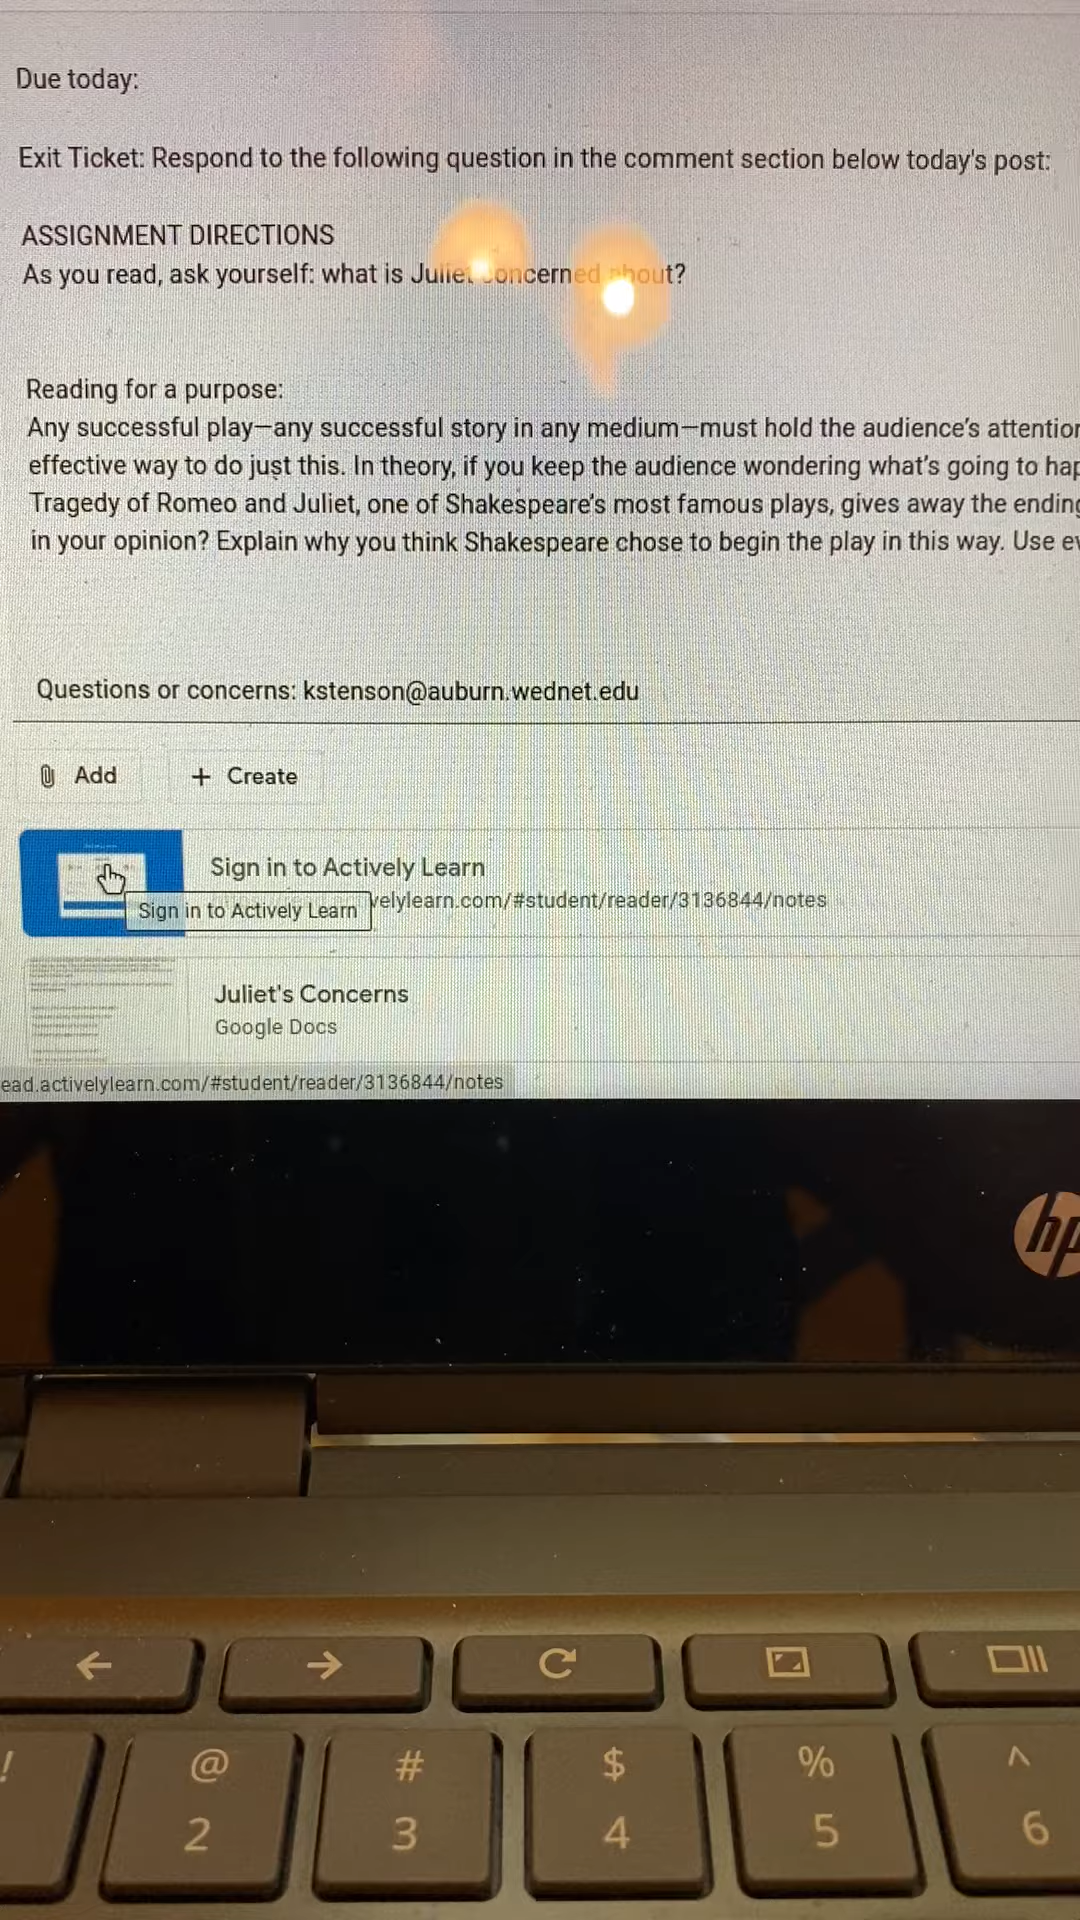 Due today:
Exit Ticket: Respond to the following question in the comment section below today's post:
ASSIGNMENT DIRECTIONS
As you read, ask yourself: what is Juliet concerned about?
Reading for a purpose:
Any successful play—any successful story in any medium—must hold the audience's attention
effective way to do just this. In theory, if you keep the audience wondering what's going to hap
Tragedy of Romeo and Juliet, one of Shakespeare's most famous plays, gives away the ending
in your opinion? Explain why you think Shakespeare chose to begin the play in this way. Use ev
Questions or concerns: kstenson@auburn.wednet.edu
Add + Create
Sign in to Actively Learn
velylearn.com/#student/reader/3136844/notes
Sign in to Actively Learn
Juliet's Concerns
Google Docs
ead.activelylearn.com/#student/reader/3136844/notes
hp
! @ # $ % ^
2 3 4 5 6